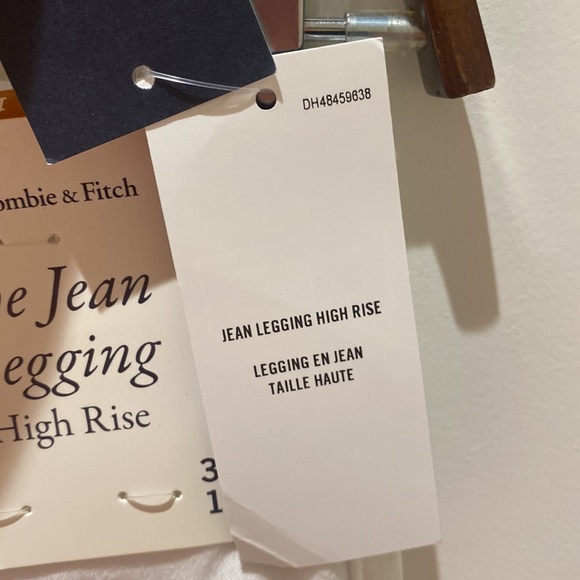 DH48459638
JEAN LEGGING HIGH RISE
LEGGING EN JEAN
TAILLE HAUTE
ombie & Fitch
e Jean
egging
High Rise
3
1